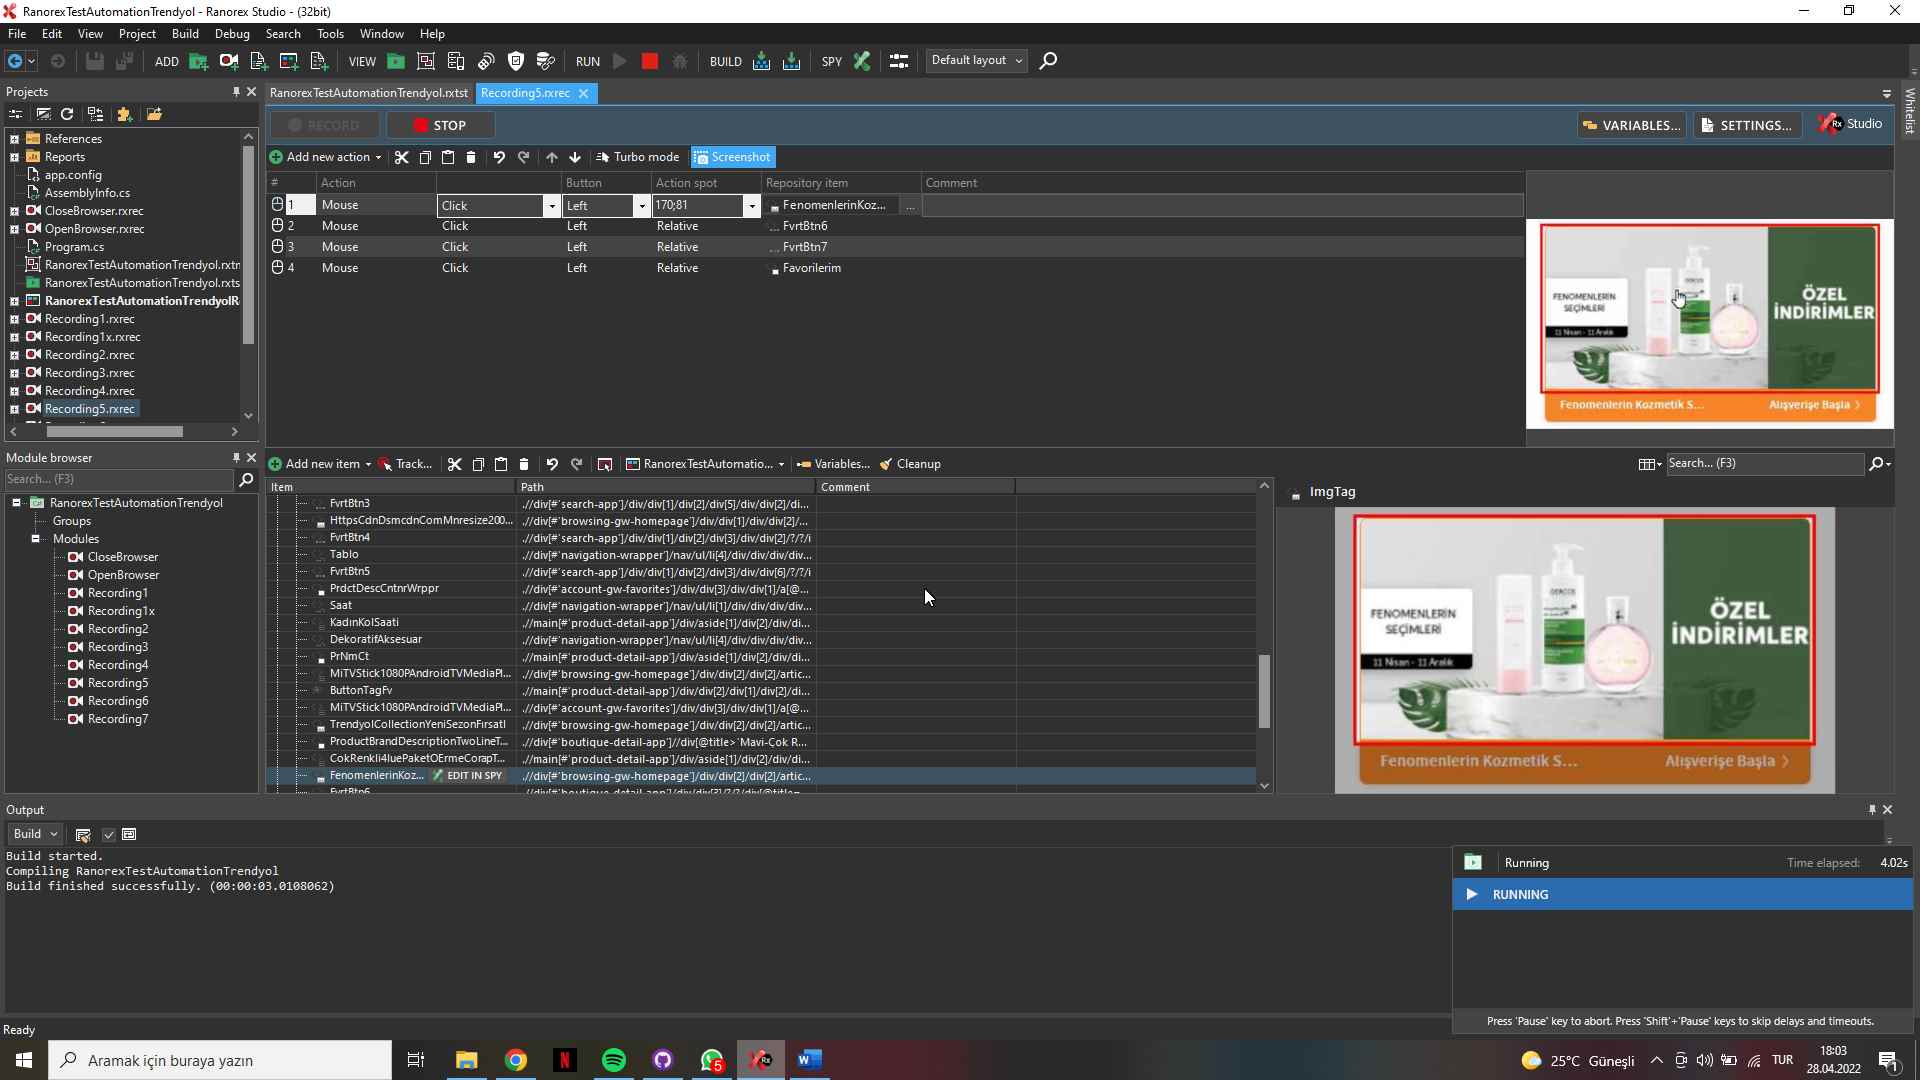 RanorexTestAutomationTrendyol - Ranorex Studio - (32bit)
File Edit View Project Build Debug Search Tools Window Help
ADD VIEW RUN BUILD SPY Default layout
Projects
RanorexTestAutomationTrendyol.rxtst Recording5.rxrec
Whitelist
RECORD STOP VARIABLES... SETTINGS... Rx Studio
Add new action Turbo mode Screenshot
# Action Button Action spot Repository item Comment
1 Mouse Click Left 170;81 FenomenlerinKoz... ...
2 Mouse Click Left Relative FvrtBtn6
3 Mouse Click Left Relative FvrtBtn7
4 Mouse Click Left Relative Favorilerim
References
Reports
app.config
AssemblyInfo.cs
CloseBrowser.rxrec
OpenBrowser.rxrec
Program.cs
RanorexTestAutomationTrendyol.rxtr
RanorexTestAutomationTrendyol.rxts
RanorexTestAutomationTrendyolR
Recording1.rxrec
Recording1x.rxrec
Recording2.rxrec
Recording3.rxrec
Recording4.rxrec
Recording5.rxrec
FENOMENLERİN
SEÇİMLERİ
11 Nisan - 11 Aralık
ÖZEL
İNDİRİMLER
Fenomenlerin Kozmetik S... Alışverişe Başla >
Module browser
Search... (F3)
RanorexTestAutomationTrendyol
Groups
Modules
CloseBrowser
OpenBrowser
Recording1
Recording1x
Recording2
Recording3
Recording4
Recording5
Recording6
Recording7
Add new item Track... RanorexTestAutomatio... Variables... Cleanup Search... (F3)
Item Path Comment
FvrtBtn3 .//div[#'search-app']/div/div[1]/div[2]/div[5]/div/div[2]/di...
HttpsCdnDsmcdnComMnresize200... .//div[#'browsing-gw-homepage']/div/div[1]/div/div[2]/...
FvrtBtn4 .//div[#'search-app']/div/div[1]/div[2]/div[3]/div/div[2]/?/?/i
Tablo .//div[#'navigation-wrapper']/nav/ul/li[4]/div/div/div/div...
FvrtBtn5 .//div[#'search-app']/div/div[1]/div[2]/div[3]/div/div[6]/?/?/i
PrdctDescCntnrWrppr .//div[#'account-gw-favorites']/div/div[3]/div/div[1]/a[@...
Saat .//div[#'navigation-wrapper']/nav/ul/li[1]/div/div/div/div...
KadınKolSaati .//main[#'product-detail-app']/div/aside[1]/div[2]/div/di...
DekoratifAksesuar .//div[#'navigation-wrapper']/nav/ul/li[4]/div/div/div/div...
PrNmCt .//main[#'product-detail-app']/div/aside[1]/div[2]/div/di...
MiTVStick1080PAndroidTVMediaPl... .//div[#'browsing-gw-homepage']/div/div[2]/div[2]/artic...
ButtonTagFv .//main[#'product-detail-app']/div/div[2]/div[1]/div[2]/di...
MiTVStick1080PAndroidTVMediaPl... .//div[#'account-gw-favorites']/div/div[3]/div/div[1]/a[@...
TrendyolCollectionYeniSezonFırsatl .//div[#'browsing-gw-homepage']/div/div[2]/div[2]/artic...
ProductBrandDescriptionTwoLineT... .//div[#'boutique-detail-app']//div[@title>'Mavi-Çok R...
CokRenkli4luePaketOErmeCorapT... .//main[#'product-detail-app']/div/aside[1]/div[2]/div/di...
FenomenlerinKoz... EDIT IN SPY .//div[#'browsing-gw-homepage']/div/div[2]/div[2]/artic...
FvrtBtn6 .//div[#'boutique-detail-app']/div/div[3]/?/?/div[@title=...
ImgTag
FENOMENLERİN
SEÇİMLERİ
11 Nisan - 11 Aralık
DERCOS
ÖZEL
İNDİRİMLER
Fenomenlerin Kozmetik S... Alışverişe Başla >
Output
Build
Build started.
Compiling RanorexTestAutomationTrendyol
Build finished successfully. (00:00:03.0108062)
Running Time elapsed: 4.02s
RUNNING
Press 'Pause' key to abort. Press 'Shift'+'Pause' keys to skip delays and timeouts.
Ready
Aramak için buraya yazın
5
Rx
25°C Güneşli
TUR
18:03
28.04.2022
1